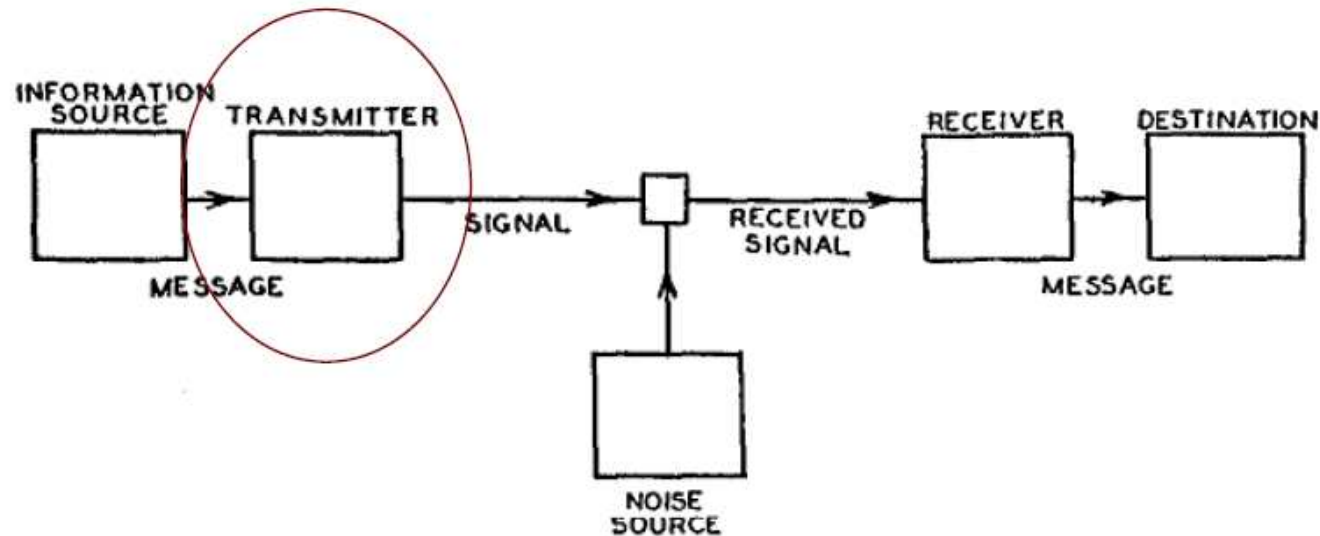 INFORMATION
SOURCE
TRANSMITTER
RECEIVER
DESTINATION
SIGNAL
RECEIVED
SIGNAL
MESSAGE
MESSAGE
NOISE
SOURCE